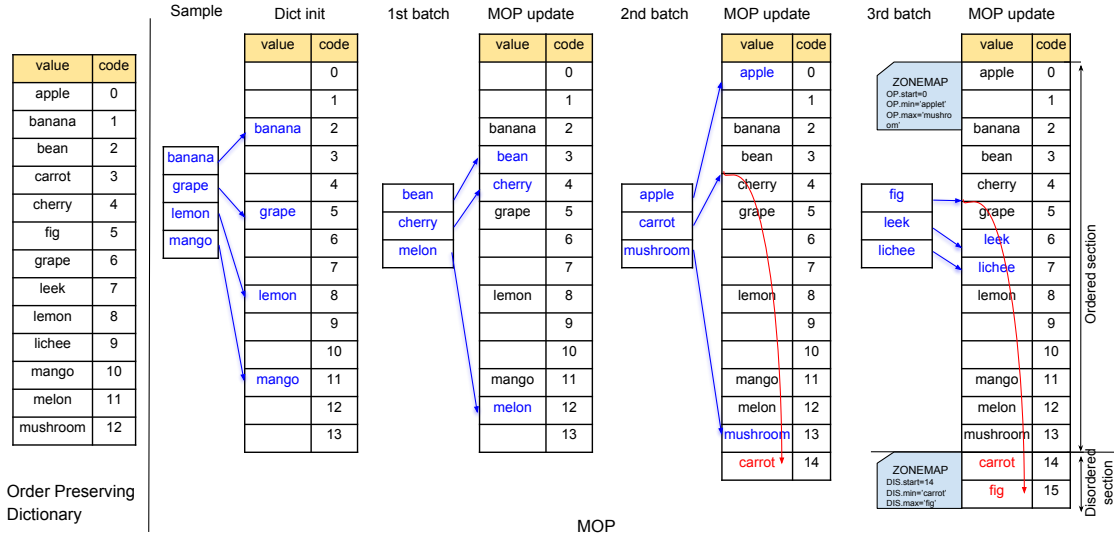 Sample
Dict init
1st batch
MOP update
2nd batch
MOP update
3rd batch
MOP update
value code
apple 0
banana 1
bean 2
carrot 3
cherry 4
fig 5
grape 6
leek 7
lemon 8
lichee 9
mango 10
melon 11
mushroom 12
Order Preserving
Dictionary
banana
grape
lemon
mango
value code
0
1
banana 2
3
4
grape 5
6
7
lemon 8
9
10
mango 11
12
13
bean
cherry
melon
value code
0
1
banana 2
bean 3
cherry 4
grape 5
6
7
lemon 8
9
10
mango 11
melon 12
13
apple
carrot
mushroom
value code
apple 0
1
banana 2
bean 3
cherry 4
grape 5
6
7
lemon 8
9
10
mango 11
melon 12
mushroom 13
carrot 14
ZONEMAP
OP.start=0
OP.min='applet'
OP.max='mushro
om'
fig
leek
lichee
ZONEMAP
DIS.start=14
DIS.min='carrot'
DIS.max='fig'
value code
apple 0
1
banana 2
bean 3
cherry 4
grape 5
leek 6
lichee 7
lemon 8
9
10
mango 11
melon 12
mushroom 13
carrot 14
fig 15
Ordered section
Disordered
section
MOP